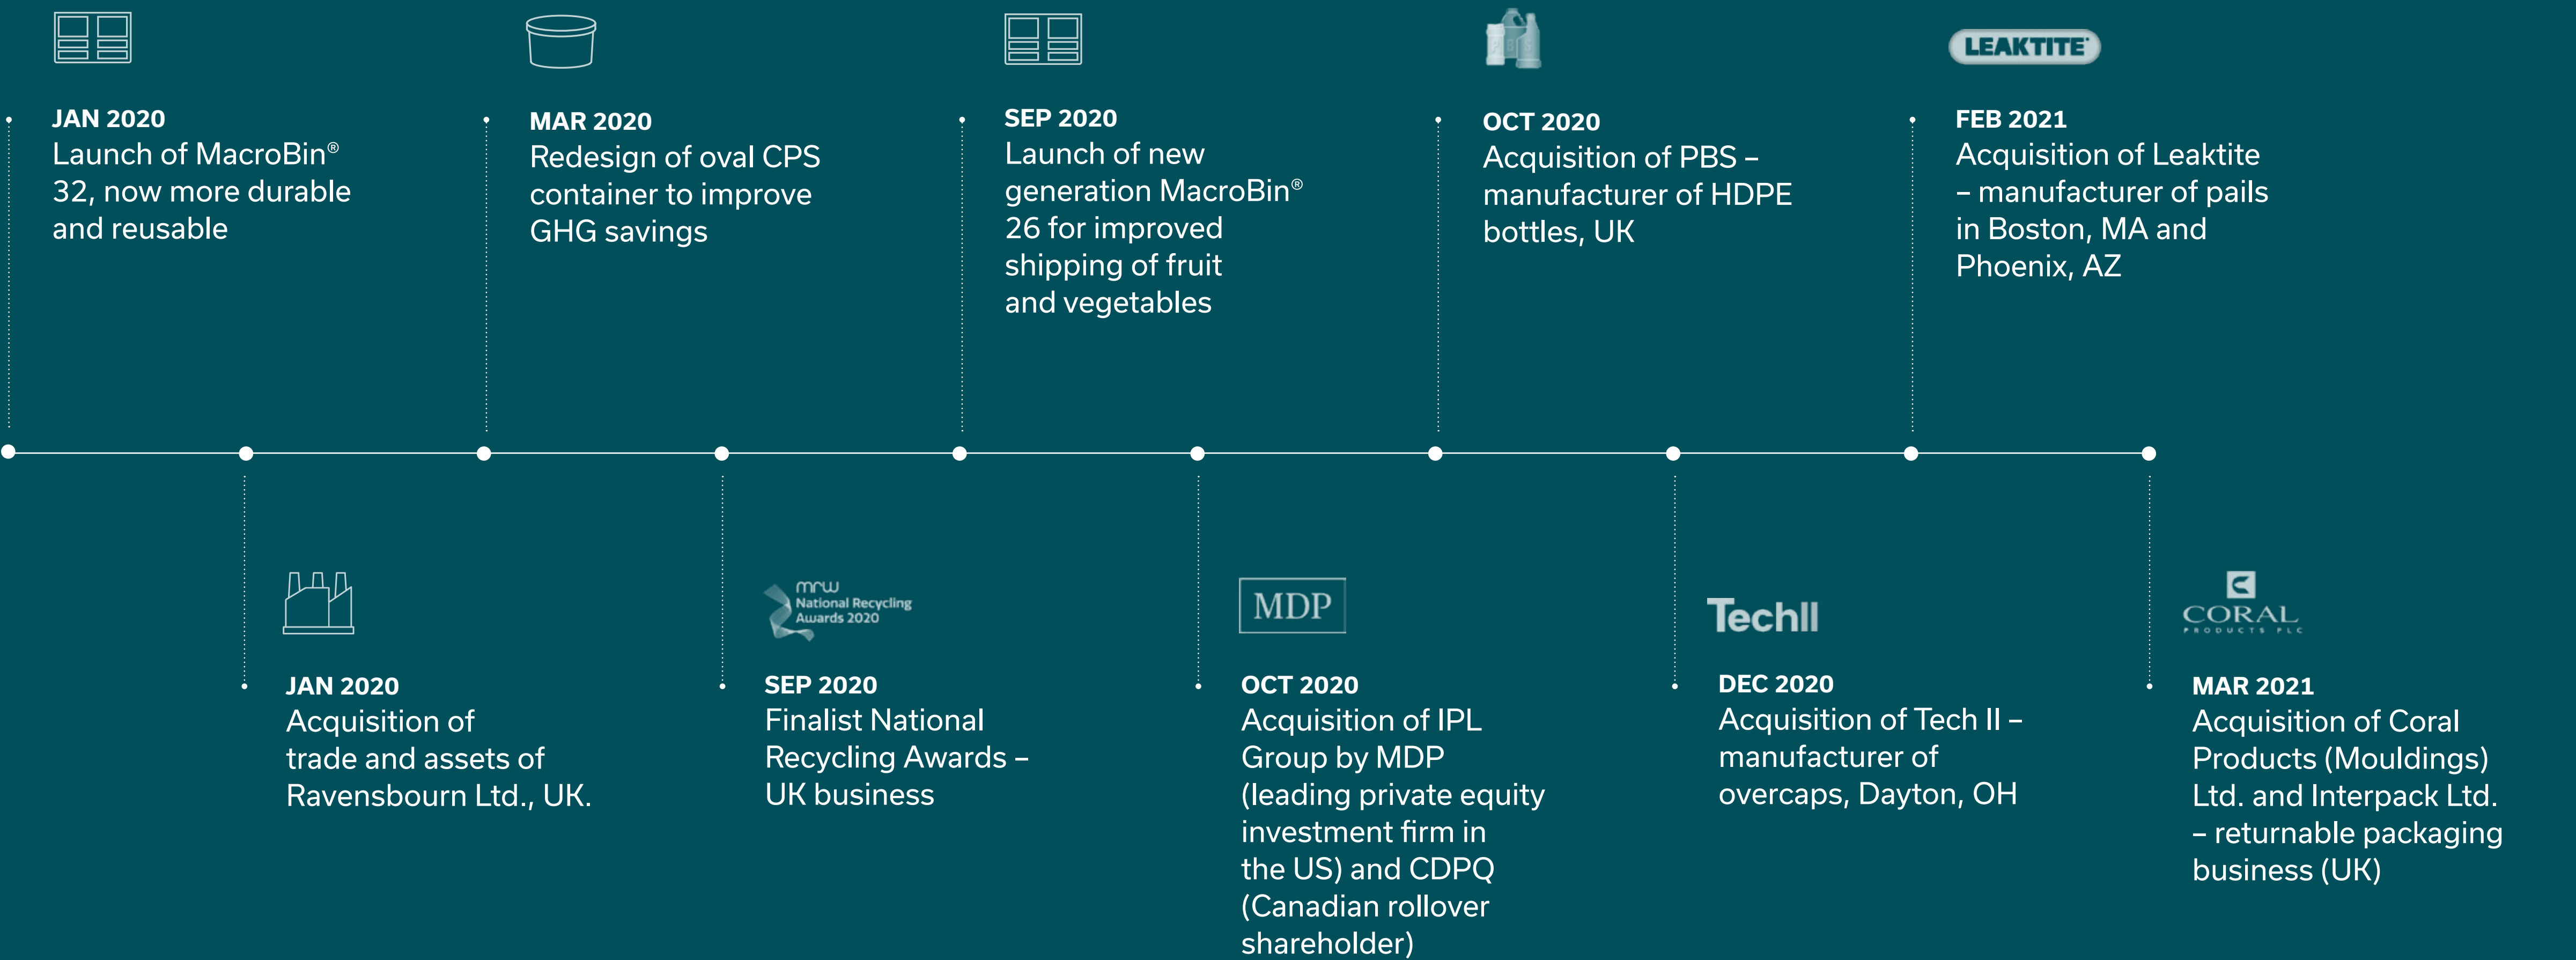 LEAKTITE
JAN 2020
Launch of MacroBin®
32, now more durable
and reusable
MAR 2020
Redesign of oval CPS
container to improve
GHG savings
SEP 2020
Launch of new
generation MacroBin®
26 for improved
shipping of fruit
and vegetables
OCT 2020
Acquisition of PBS –
manufacturer of HDPE
bottles, UK
FEB 2021
Acquisition of Leaktite
– manufacturer of pails
in Boston, MA and
Phoenix, AZ
JAN 2020
Acquisition of
trade and assets of
Ravensbourn Ltd., UK.
mrw
National Recycling
Awards 2020
SEP 2020
Finalist National
Recycling Awards –
UK business
MDP
OCT 2020
Acquisition of IPL
Group by MDP
(leading private equity
investment firm in
the US) and CDPQ
(Canadian rollover
shareholder)
TechII
DEC 2020
Acquisition of Tech II –
manufacturer of
overcaps, Dayton, OH
CORAL
PRODUCTS PLC
MAR 2021
Acquisition of Coral
Products (Mouldings)
Ltd. and Interpack Ltd.
– returnable packaging
business (UK)